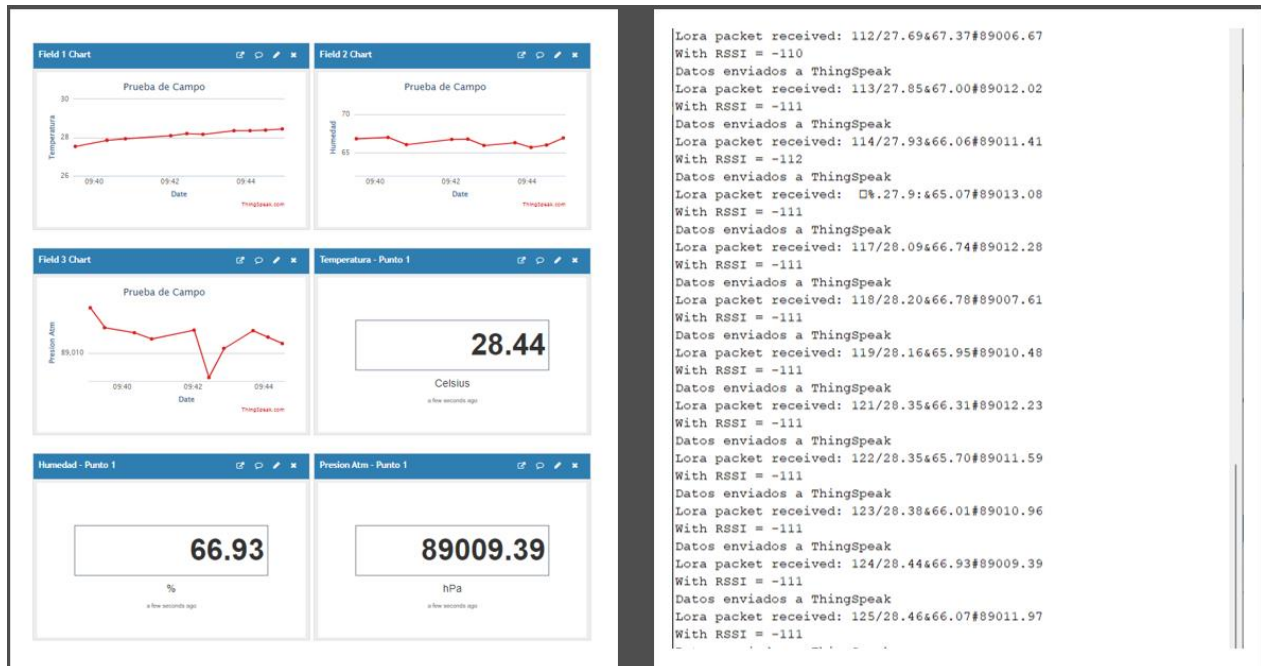 Field 1 Chart
Prueba de Campo
Temperatura
30
28
26
09:40 09:42 09:44
Date
ThingSpeak.com
Field 2 Chart
Prueba de Campo
Humedad
70
65
09:40 09:42 09:44
Date
ThingSpeak.com
Field 3 Chart
Prueba de Campo
Presion Atm
89,010
09:40 09:42 09:44
Date
ThingSpeak.com
Temperatura - Punto 1
28.44
Celsius
a few seconds ago
Humedad - Punto 1
66.93
%
a few seconds ago
Presion Atm - Punto 1
89009.39
hPa
a few seconds ago
Lora packet received: 112/27.69&67.37#89006.67
With RSSI = -110
Datos enviados a ThingSpeak
Lora packet received: 113/27.85&67.00#89012.02
With RSSI = -111
Datos enviados a ThingSpeak
Lora packet received: 114/27.93&66.06#89011.41
With RSSI = -112
Datos enviados a ThingSpeak
Lora packet received: □%.27.9:&65.07#89013.08
With RSSI = -111
Datos enviados a ThingSpeak
Lora packet received: 117/28.09&66.74#89012.28
With RSSI = -111
Datos enviados a ThingSpeak
Lora packet received: 118/28.20&66.78#89007.61
With RSSI = -111
Datos enviados a ThingSpeak
Lora packet received: 119/28.16&65.95#89010.48
With RSSI = -111
Datos enviados a ThingSpeak
Lora packet received: 121/28.35&66.31#89012.23
With RSSI = -111
Datos enviados a ThingSpeak
Lora packet received: 122/28.35&65.70#89011.59
With RSSI = -111
Datos enviados a ThingSpeak
Lora packet received: 123/28.38&66.01#89010.96
With RSSI = -111
Datos enviados a ThingSpeak
Lora packet received: 124/28.44&66.93#89009.39
With RSSI = -111
Datos enviados a ThingSpeak
Lora packet received: 125/28.46&66.07#89011.97
With RSSI = -111